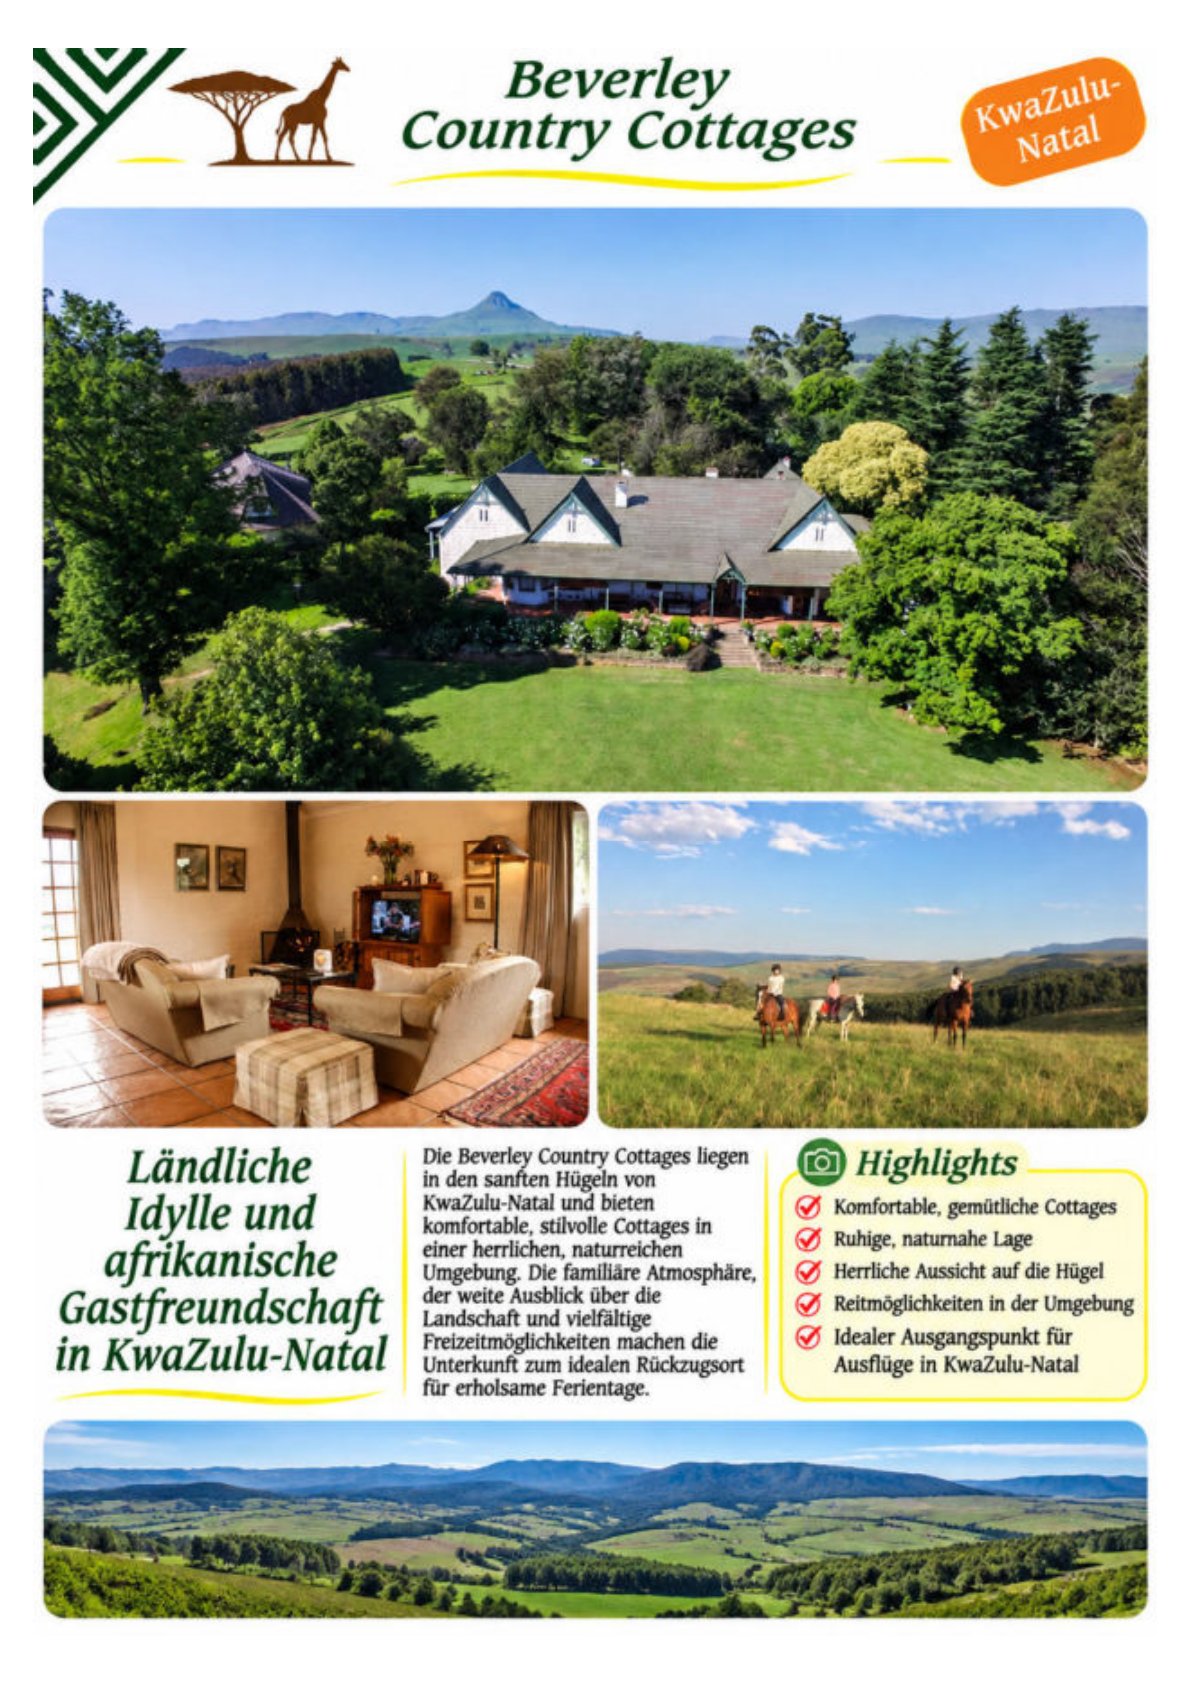 Beverley
Country Cottages
KwaZulu-
Natal
Ländliche
Idylle und
afrikanische
Gastfreundschaft
in KwaZulu-Natal
Die Beverley Country Cottages liegen
in den sanften Hügeln von
KwaZulu-Natal und bieten
komfortable, stilvolle Cottages in
einer herrlichen, naturreichen
Umgebung. Die familiäre Atmosphäre,
der weite Ausblick über die
Landschaft und vielfältige
Freizeitmöglichkeiten machen die
Unterkunft zum idealen Rückzugsort
für erholsame Ferientage.
Highlights
Komfortable, gemütliche Cottages
Ruhige, naturnahe Lage
Herrliche Aussicht auf die Hügel
Reitmöglichkeiten in der Umgebung
Idealer Ausgangspunkt für
Ausflüge in KwaZulu-Natal